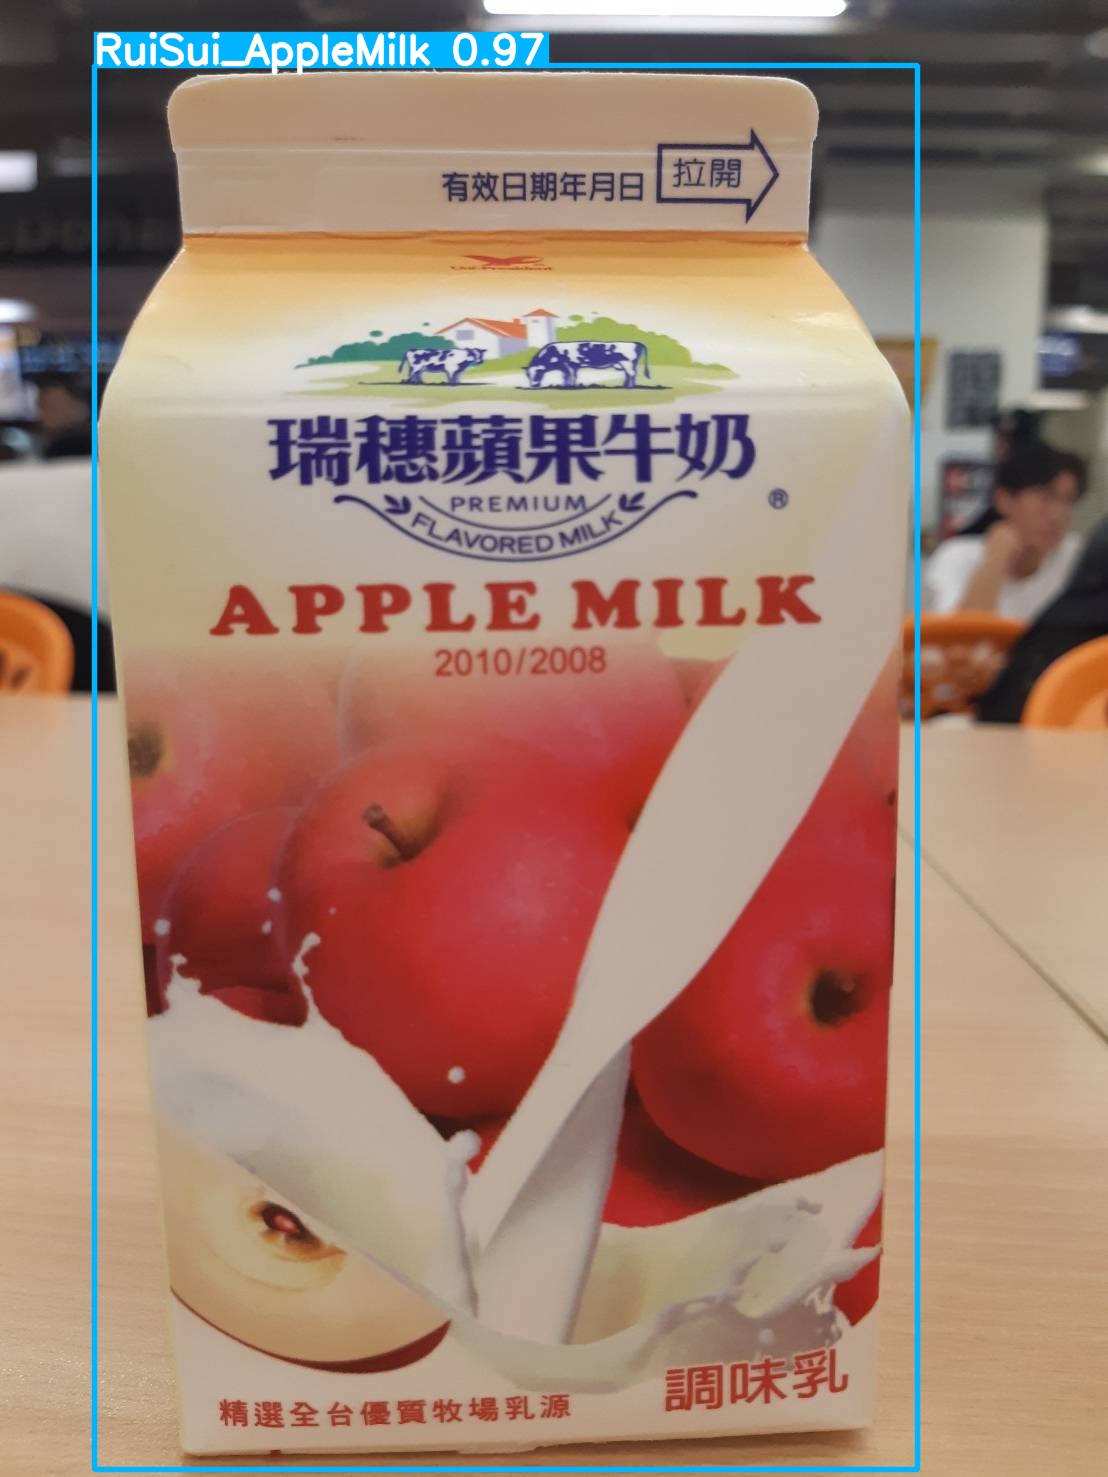 RuiSui_AppleMilk 0.97
有效日期年月日 拉開
Uni-President
瑞穗蘋果牛奶
PREMIUM
®
FLAVORED MILK
APPLE MILK
2010/2008
調味乳
精選全台優質牧場乳源